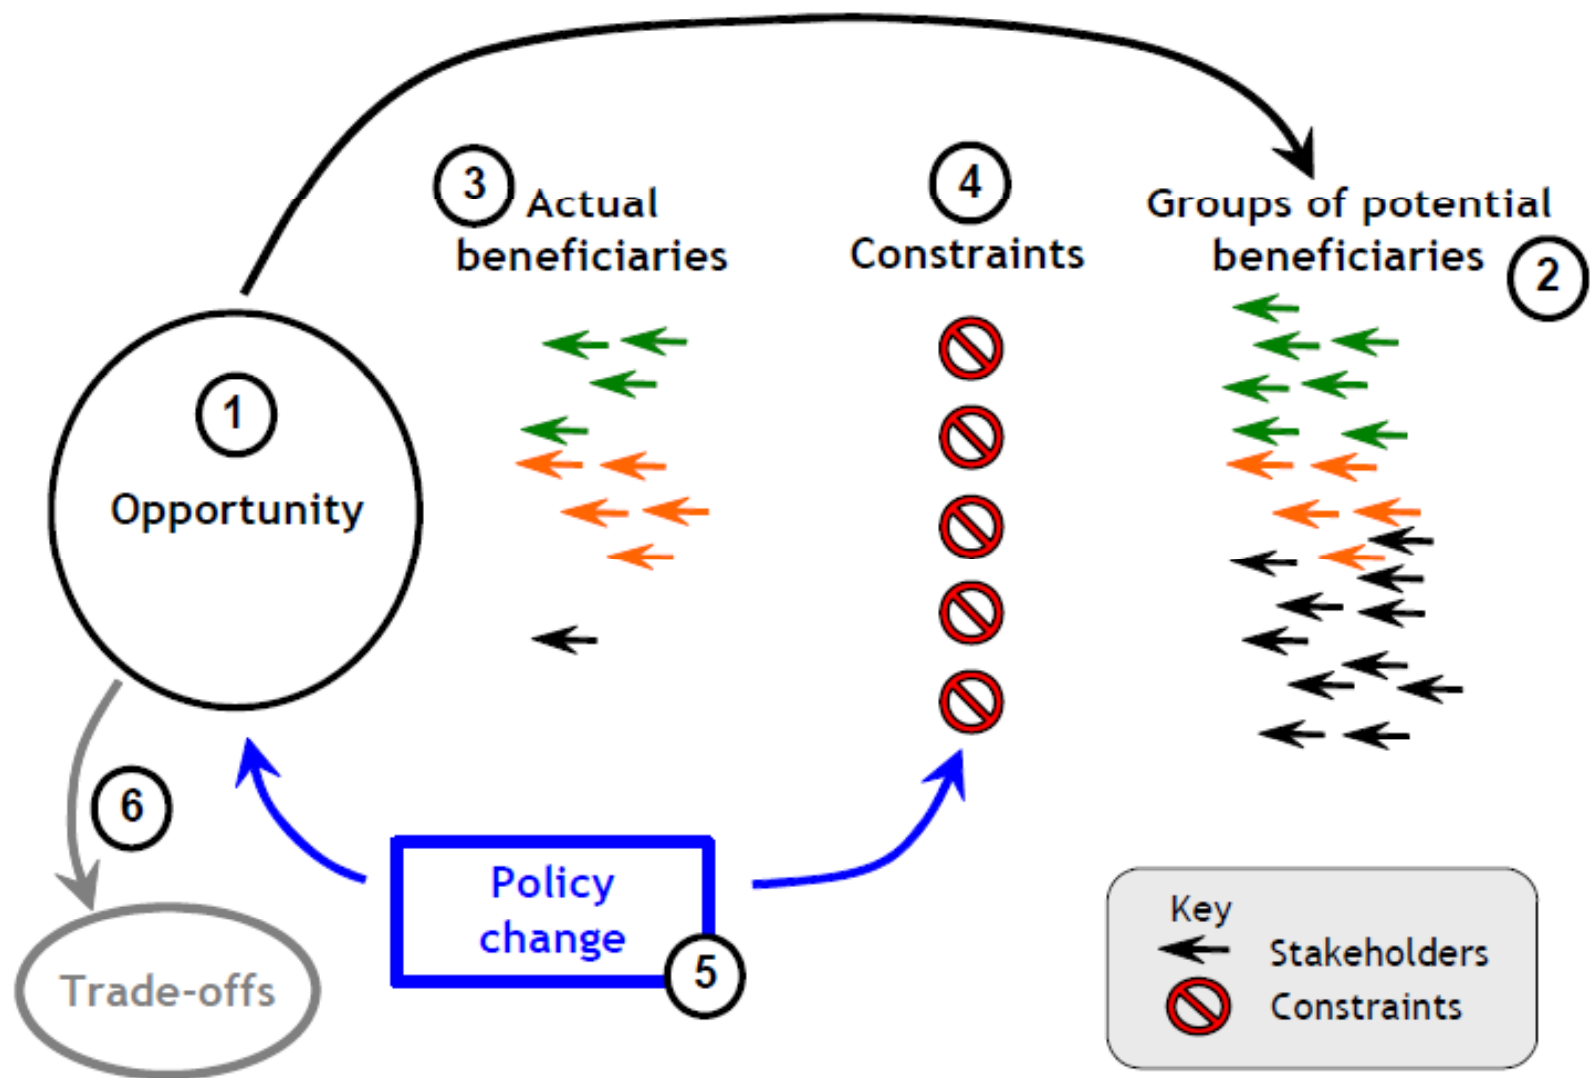 3
Actual
beneficiaries
4
Constraints
Groups of potential
beneficiaries
2
1
Opportunity
6
Policy
change
5
Trade-offs
Key
Stakeholders
Constraints